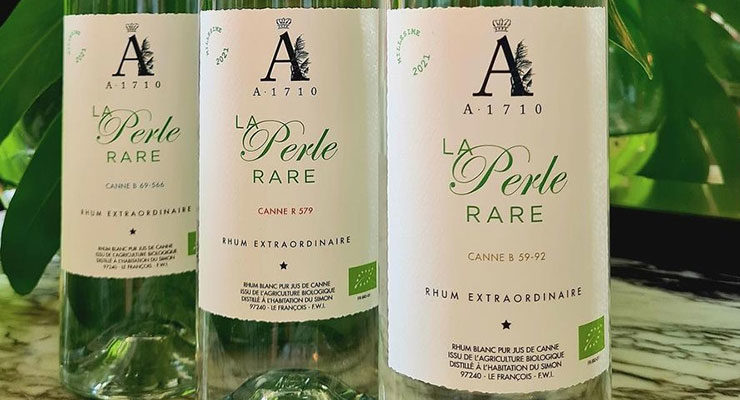 MILLÉSIME 2021
A
A·1710
LA
Perle
RARE
CANNE B 69-566
RHUM EXTRAORDINAIRE
RHUM BLANC PUR JUS DE CANNE
ISSU DE L'AGRICULTURE BIOLOGIQUE
DISTILLÉ À L'HABITATION DU SIMON
97240 - LE FRANÇOIS - F.W.I.
MILLÉSIME 2021
A
A·1710
LA
Perle
RARE
CANNE R 579
RHUM EXTRAORDINAIRE
RHUM BLANC PUR JUS DE CANNE
ISSU DE L'AGRICULTURE BIOLOGIQUE
DISTILLÉ À L'HABITATION DU SIMON
97240 - LE FRANÇOIS - F.W.I.
MILLÉSIME 2021
A
A·1710
LA
Perle
RARE
CANNE B 59-92
RHUM EXTRAORDINAIRE
RHUM BLANC PUR JUS DE CANNE
ISSU DE L'AGRICULTURE BIOLOGIQUE
DISTILLÉ À L'HABITATION DU SIMON
97240 - LE FRANÇOIS - F.W.I.